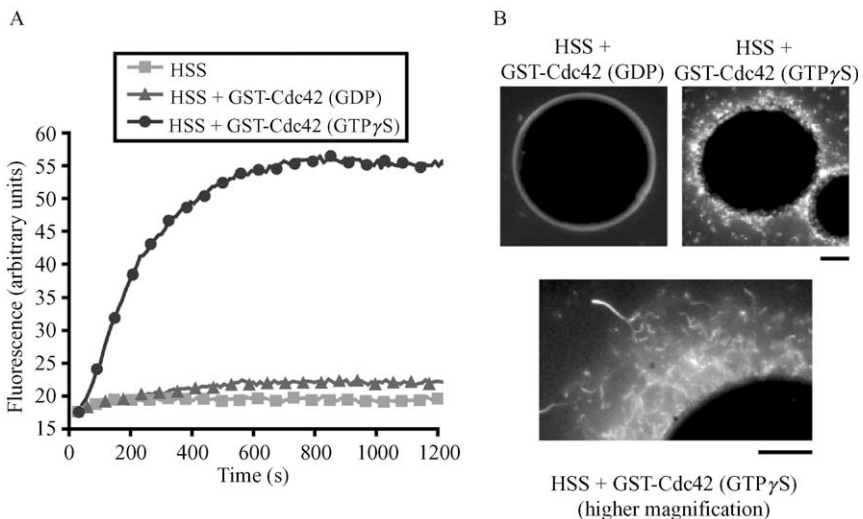 A
HSS
HSS + GST-Cdc42 (GDP)
HSS + GST-Cdc42 (GTPγS)
60
55
50
45
40
35
30
25
20
15
Fluorescence (arbitrary units)
0
200
400
600
800
1000
1200
Time (s)
B
HSS +
GST-Cdc42 (GDP)
HSS +
GST-Cdc42 (GTPγS)
HSS + GST-Cdc42 (GTPγS)
(higher magnification)